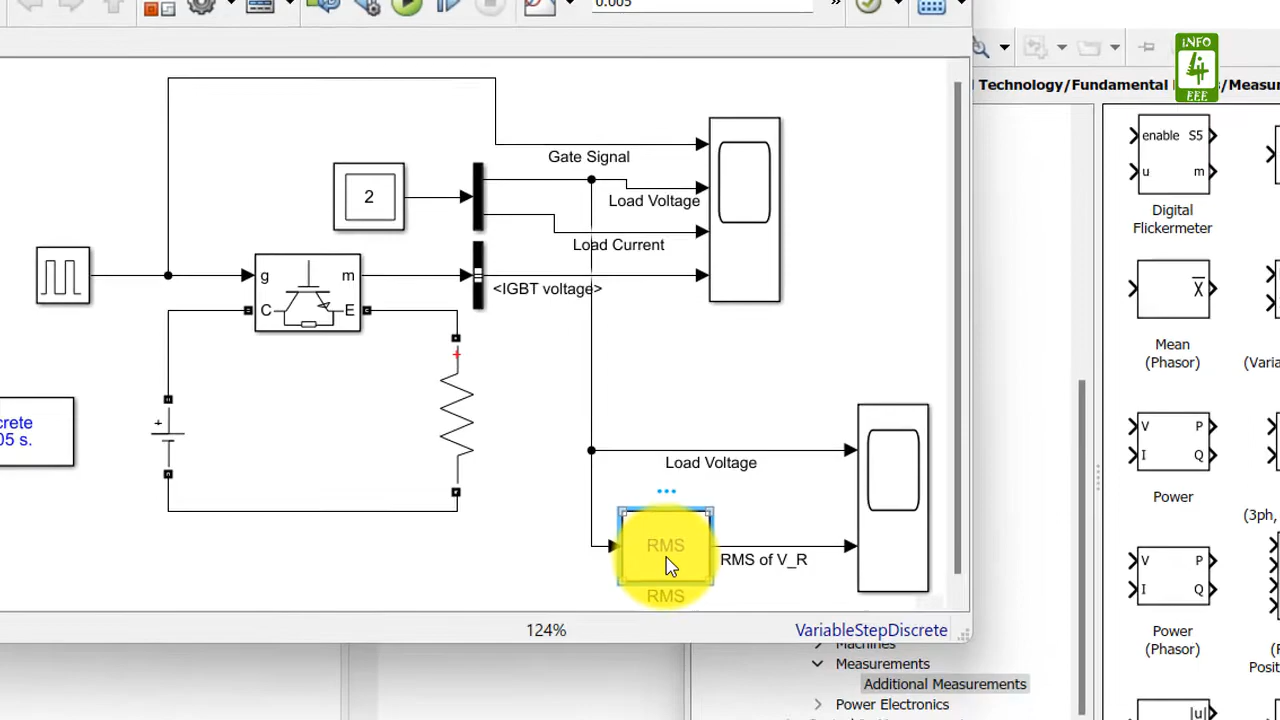 0.005
»
INFO
4
EEE
Technology/Fundamental
/Measur
Gate Signal
2
Load Voltage
Load Current
g
m
C
E
<IGBT voltage>
+
+
crete
05 s.
Load Voltage
RMS
RMS of V_R
RMS
124%
VariableStepDiscrete
Measurements
Additional Measurements
Power Electronics
enable S5
u m
Digital
Flickermeter
X
Mean
(Phasor)
(Varia
V P
I Q
Power
(3ph,
V P
I Q
Power
(Phasor)
Posit
|u|